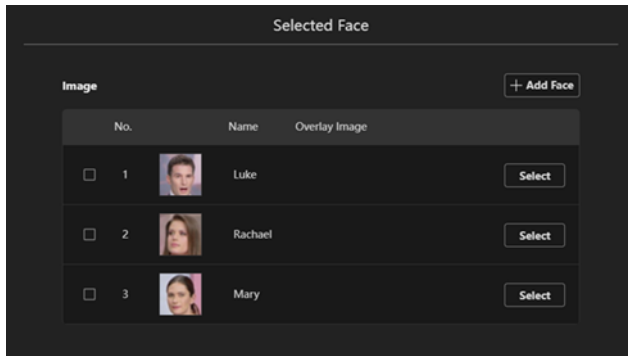 Selected Face
Image
+ Add Face
No. Name Overlay Image
1 Luke Select
2 Rachael Select
3 Mary Select